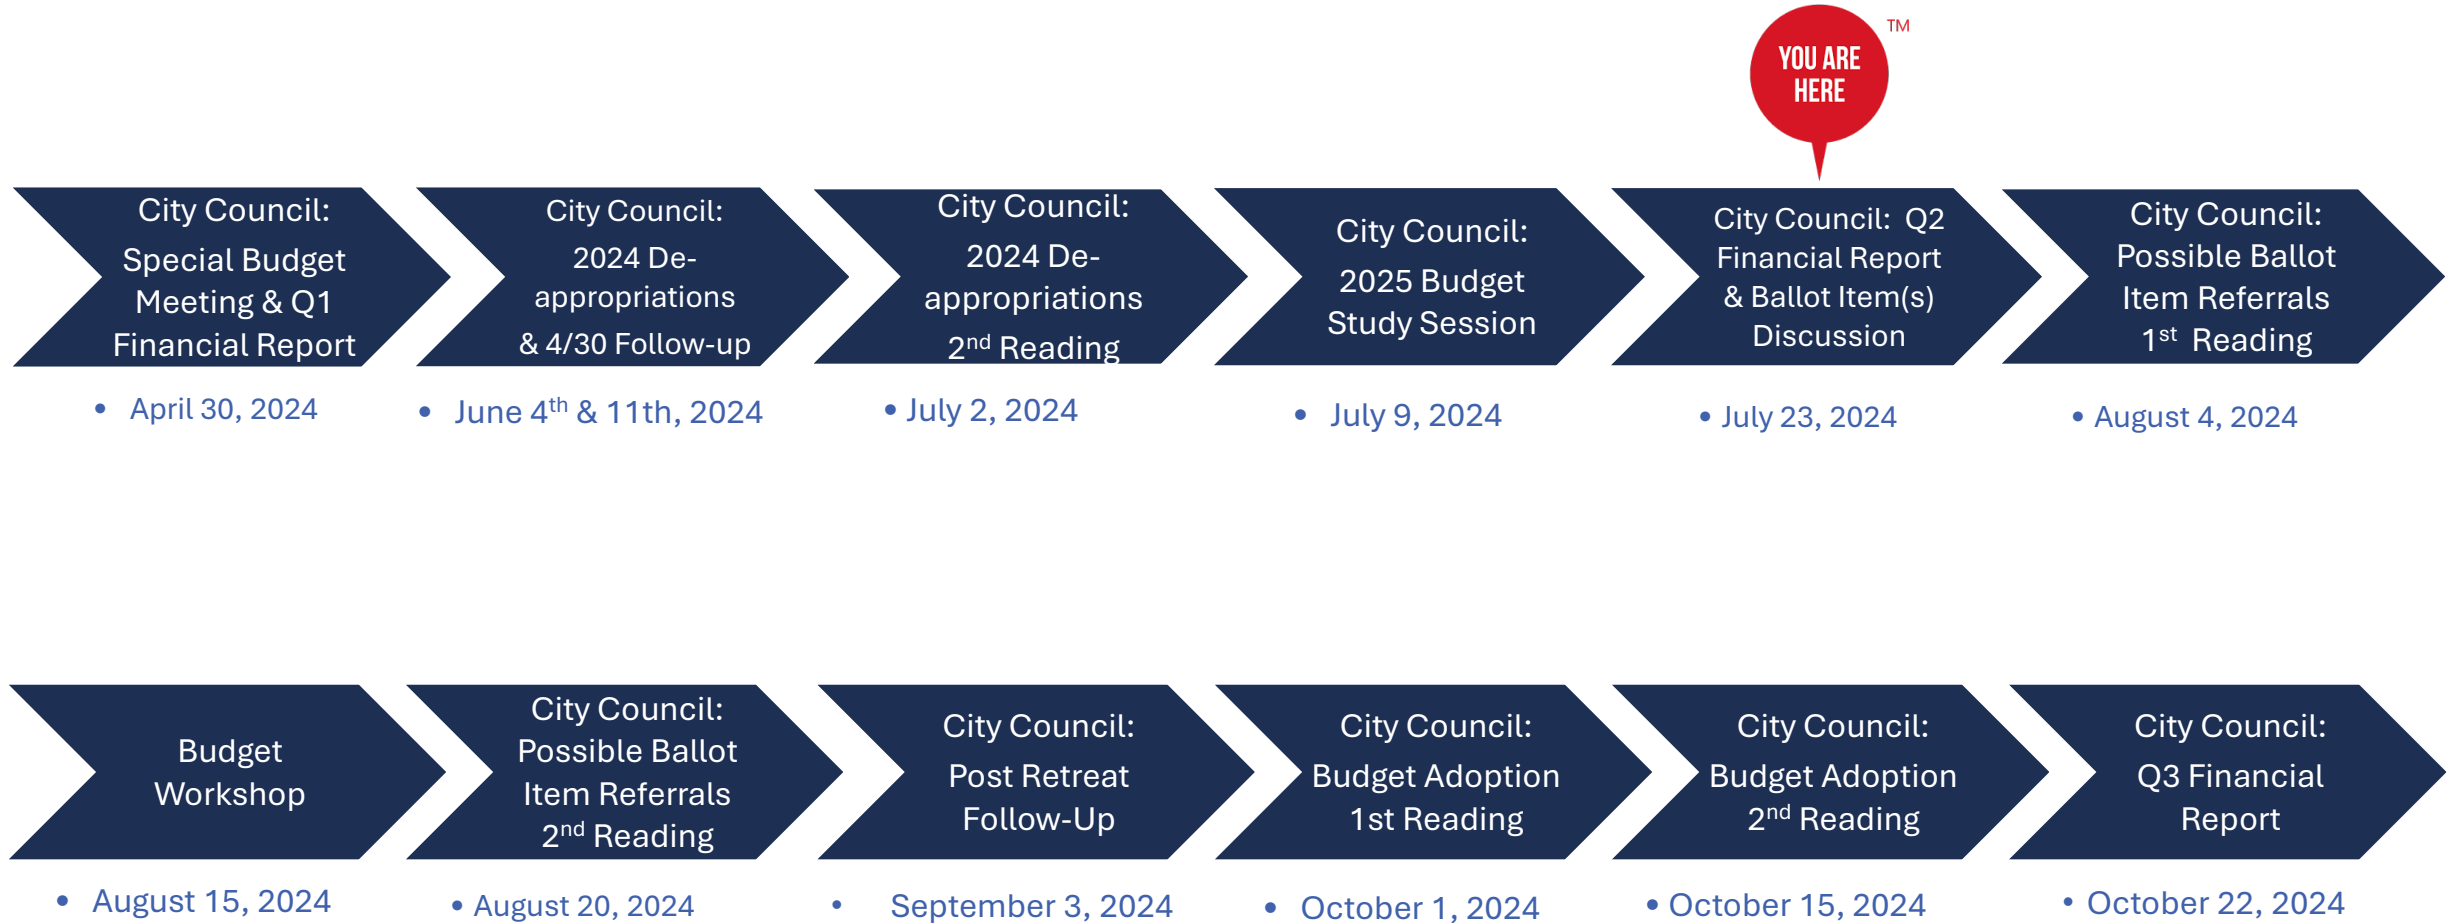 YOU ARE
HERE
TM
City Council:
Special Budget
Meeting & Q1
Financial Report
City Council:
2024 De-
appropriations
& 4/30 Follow-up
City Council:
2024 De-
appropriations
2nd Reading
City Council:
2025 Budget
Study Session
City Council:  Q2
Financial Report
& Ballot Item(s)
Discussion
City Council:
Possible Ballot
Item Referrals
1st  Reading
• April 30, 2024
• June 4th & 11th, 2024
• July 2, 2024
• July 9, 2024
• July 23, 2024
• August 4, 2024
Budget
Workshop
City Council:
Possible Ballot
Item Referrals
2nd Reading
City Council:
Post Retreat
Follow-Up
City Council:
Budget Adoption
1st Reading
City Council:
Budget Adoption
2nd Reading
City Council:
Q3 Financial
Report
• August 15, 2024
• August 20, 2024
• September 3, 2024
• October 1, 2024
• October 15, 2024
• October 22, 2024